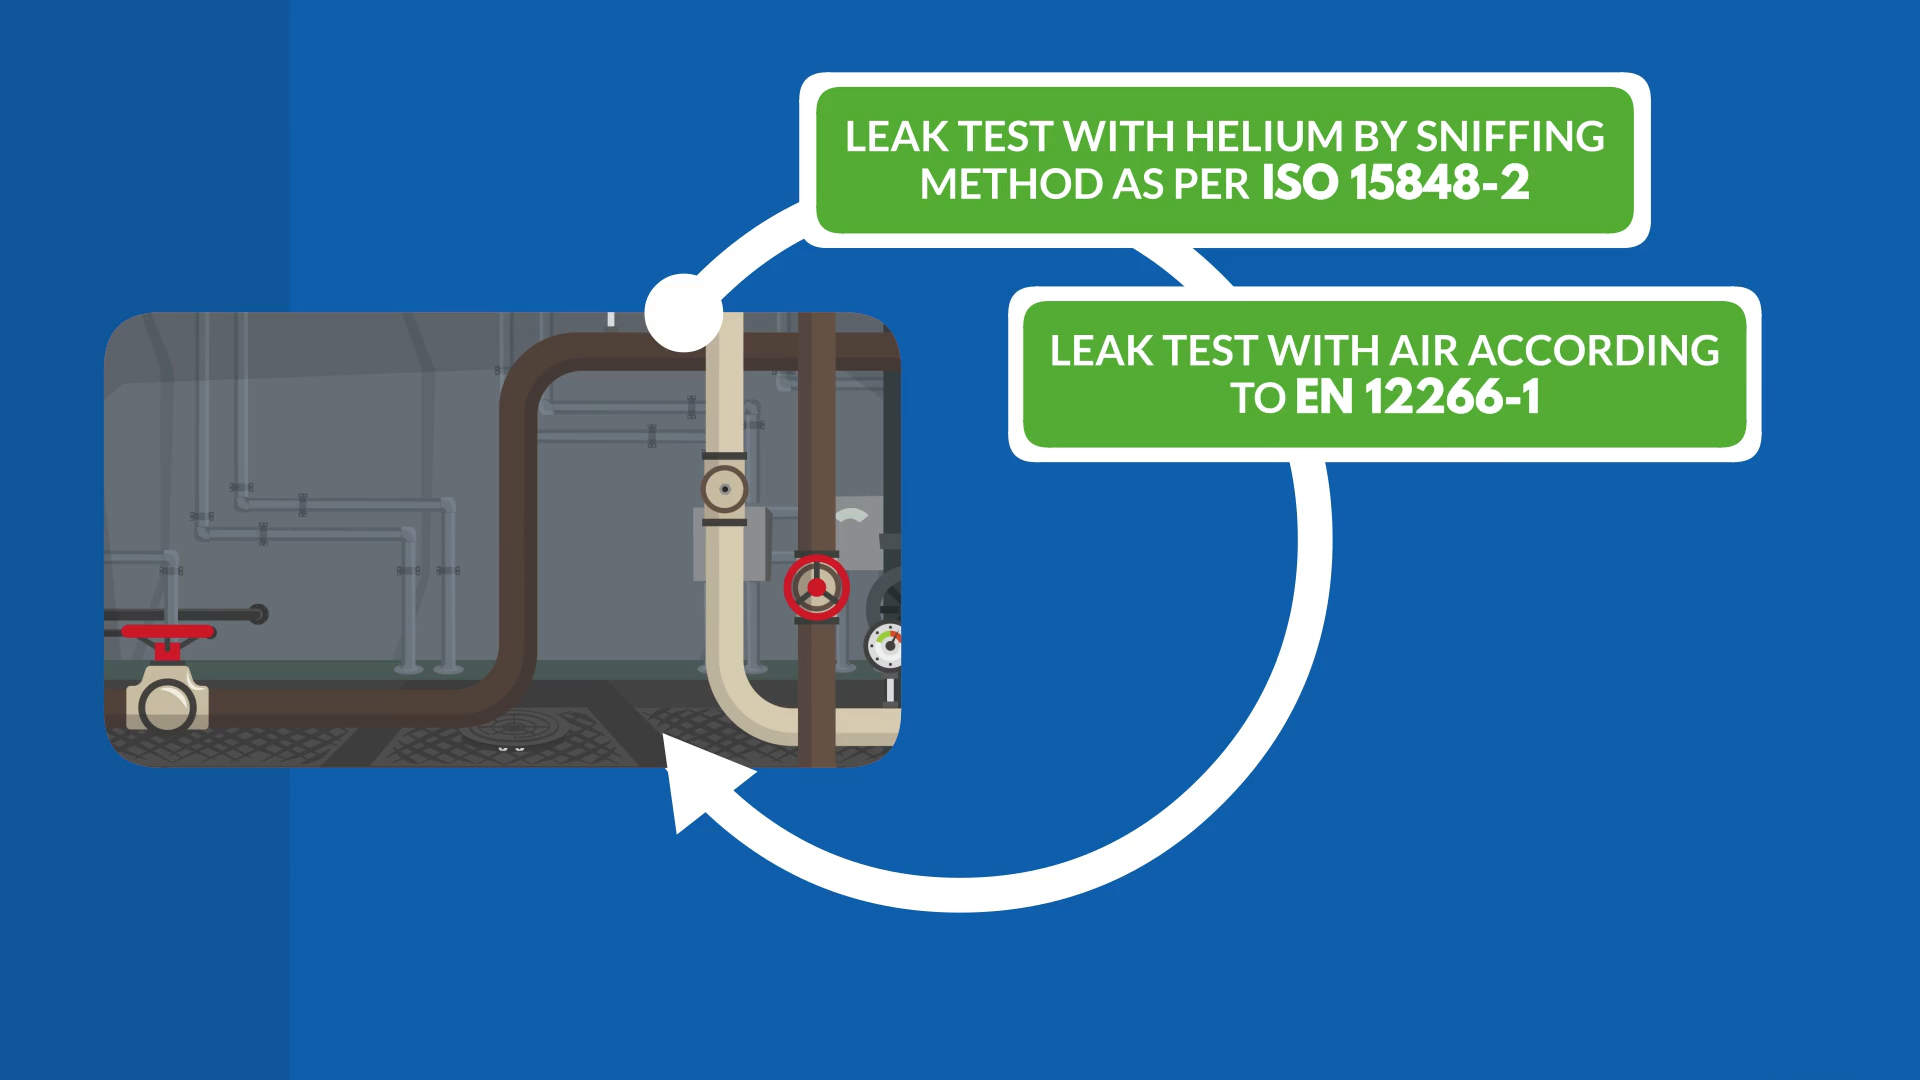 LEAK TEST WITH HELIUM BY SNIFFING
METHOD AS PER ISO 15848-2
LEAK TEST WITH AIR ACCORDING
TO EN 12266-1